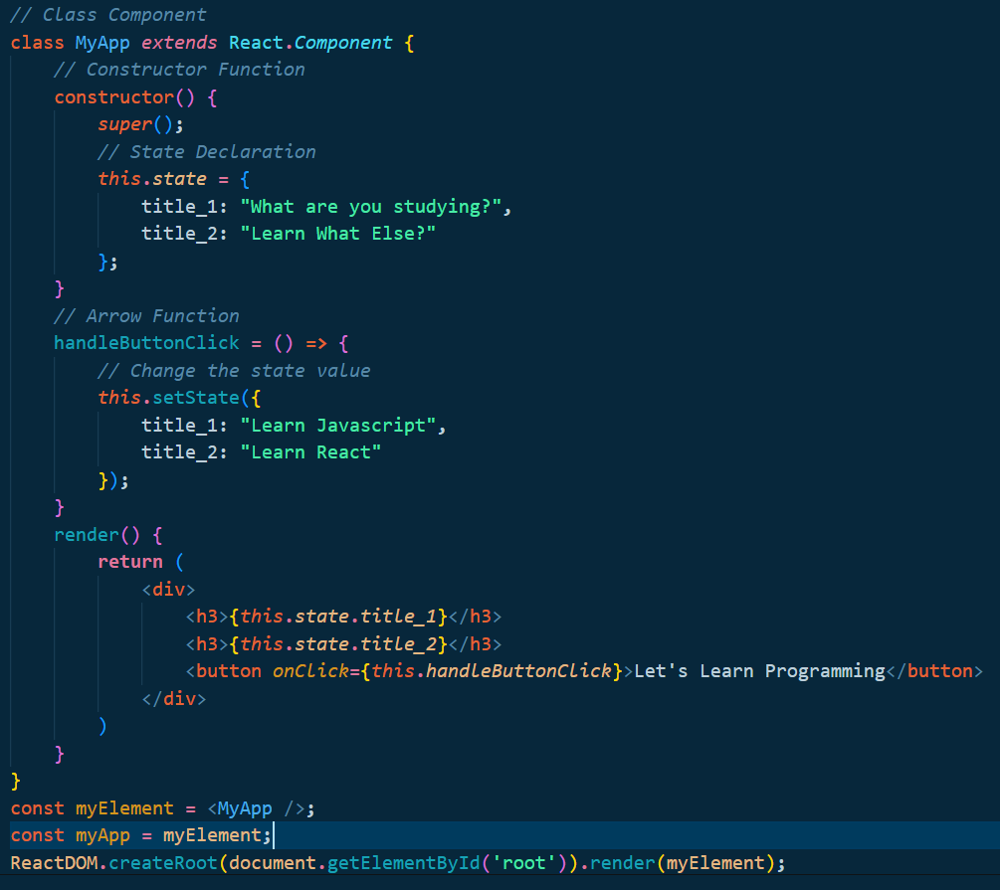 // Class Component
class MyApp extends React.Component {
    // Constructor Function
    constructor() {
        super();
        // State Declaration
        this.state = {
            title_1: "What are you studying?",
            title_2: "Learn What Else?"
        };
    }
    // Arrow Function
    handleButtonClick = () => {
        // Change the state value
        this.setState({
            title_1: "Learn Javascript",
            title_2: "Learn React"
        });
    }
    render() {
        return (
            <div>
                <h3>{this.state.title_1}</h3>
                <h3>{this.state.title_2}</h3>
                <button onClick={this.handleButtonClick}>Let's Learn Programming</button>
            </div>
        )
    }
}
const myElement = <MyApp />;
const myApp = myElement;
ReactDOM.createRoot(document.getElementById('root')).render(myElement);